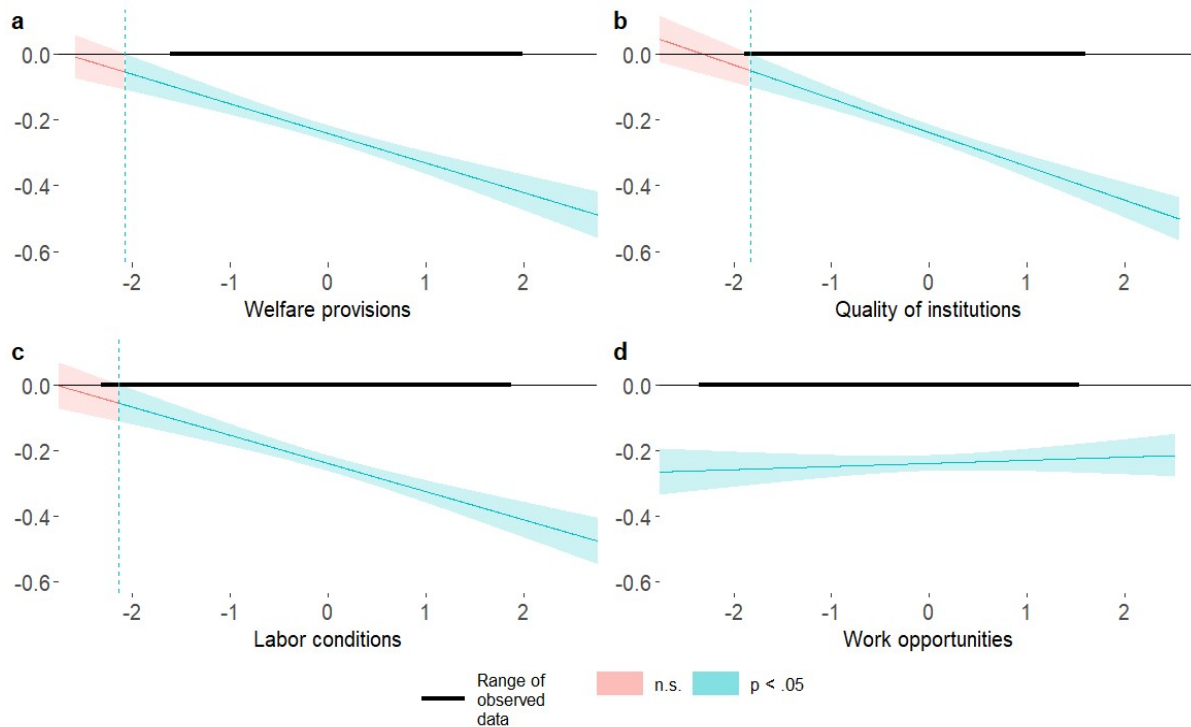 a
0.0
-0.2
-0.4
-0.6
-2 -1 0 1 2
Welfare provisions
b
0.0
-0.2
-0.4
-0.6
-2 -1 0 1 2
Quality of institutions
c
0.0
-0.2
-0.4
-0.6
-2 -1 0 1 2
Labor conditions
d
0.0
-0.2
-0.4
-0.6
-2 -1 0 1 2
Work opportunities
Range of
observed
data
n.s.
p < .05